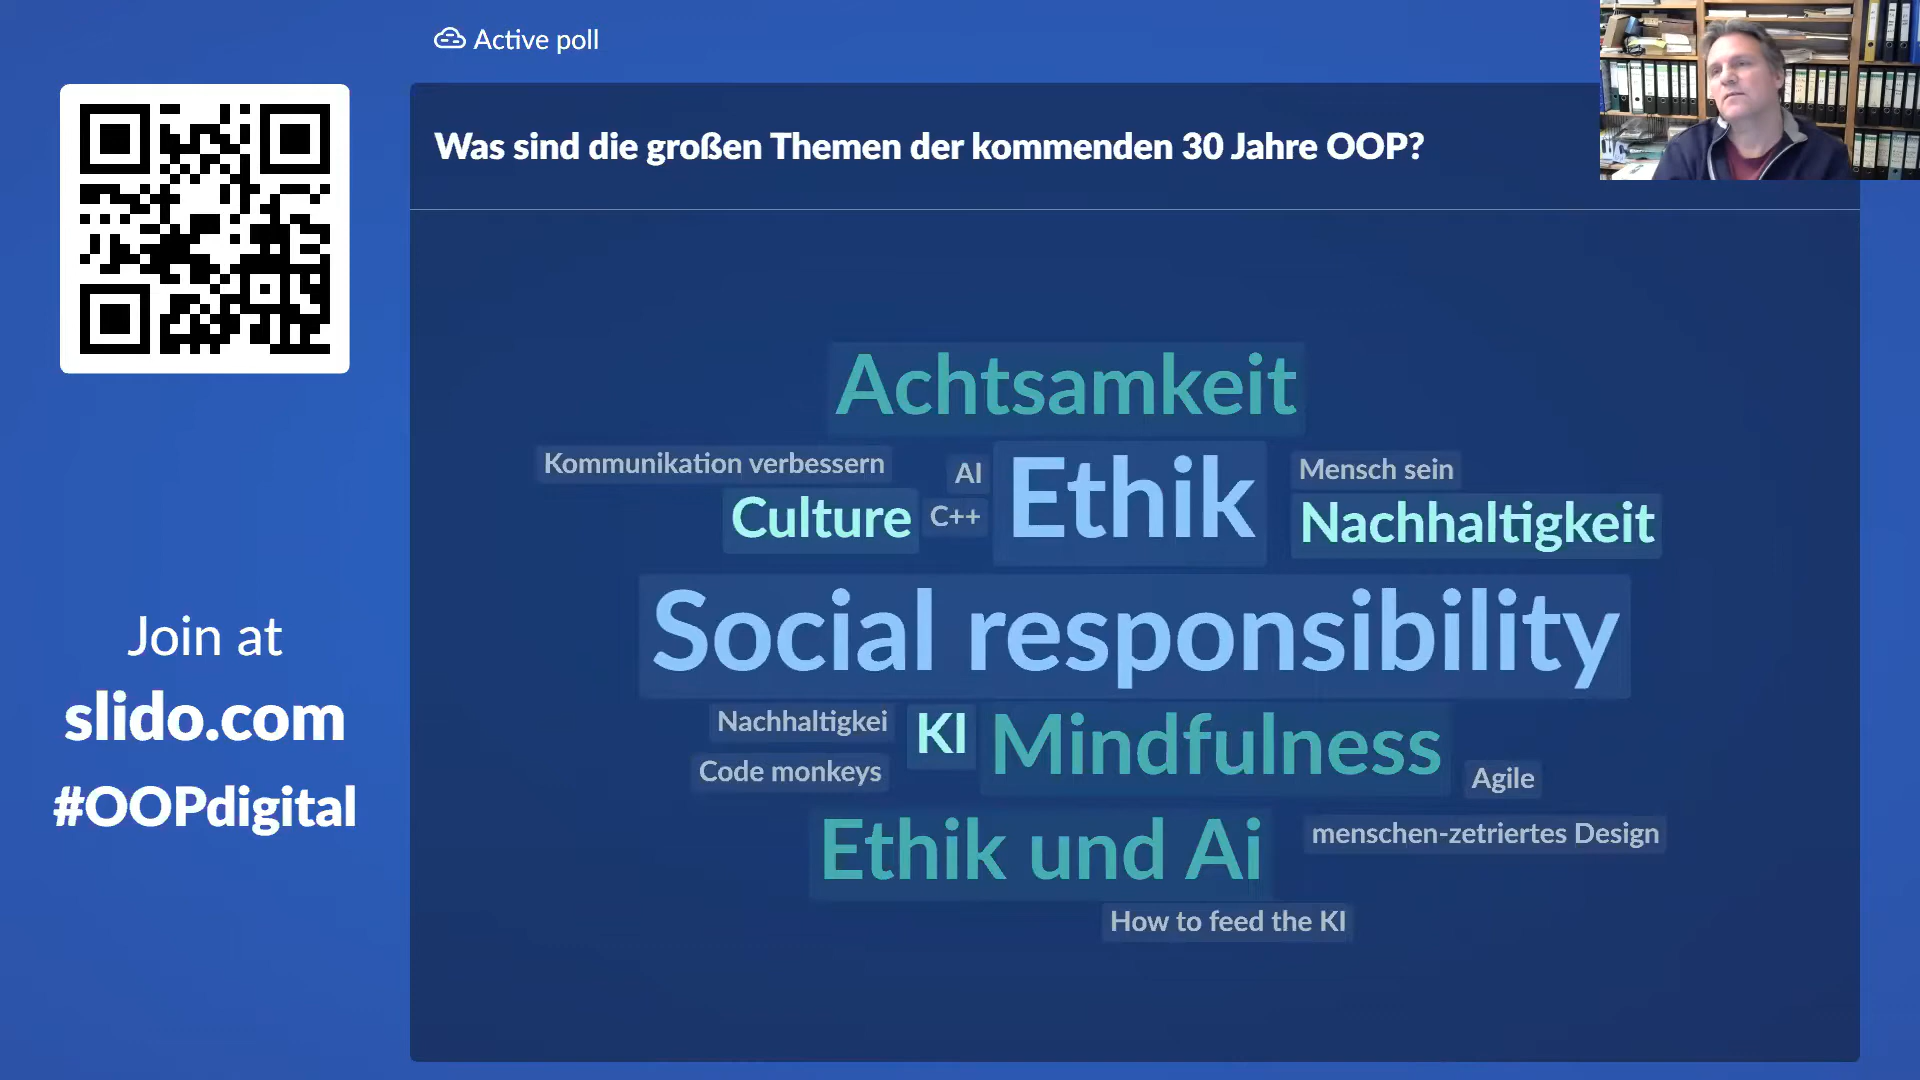 Active poll
Was sind die großen Themen der kommenden 30 Jahre OOP?
Achtsamkeit
Kommunikation verbessern
AI
Ethik
Mensch sein
Culture
C++
Nachhaltigkeit
Social responsibility
Nachhaltigkei
KI
Mindfulness
Code monkeys
Agile
Ethik und Ai
menschen-zetriertes Design
How to feed the KI
Join at
slido.com
#OOPdigital